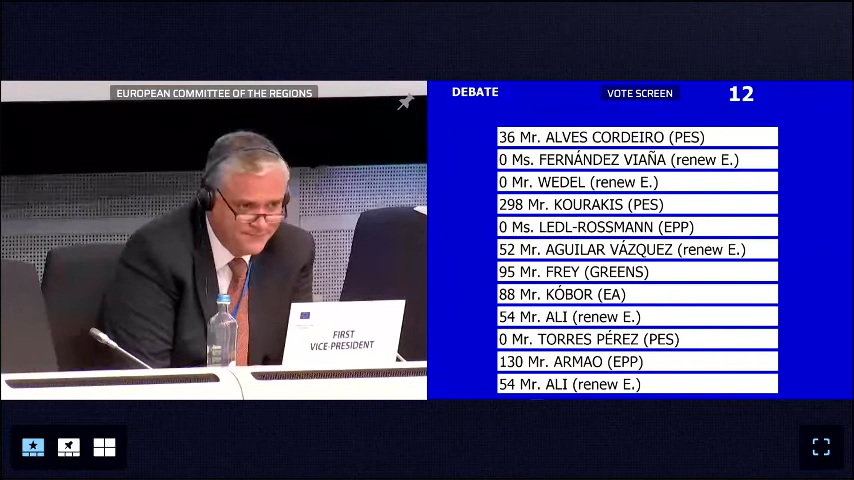 EUROPEAN COMMITTEE OF THE REGIONS
FIRST
VICE-PRESIDENT
DEBATE
VOTE SCREEN
12
36 Mr. ALVES CORDEIRO (PES)
0 Ms. FERNÁNDEZ VIAÑA (renew E.)
0 Mr. WEDEL (renew E.)
298 Mr. KOURAKIS (PES)
0 Ms. LEDL-ROSSMANN (EPP)
52 Mr. AGUILAR VÁZQUEZ (renew E.)
95 Mr. FREY (GREENS)
88 Mr. KÓBOR (EA)
54 Mr. ALI (renew E.)
0 Mr. TORRES PÉREZ (PES)
130 Mr. ARMAO (EPP)
54 Mr. ALI (renew E.)